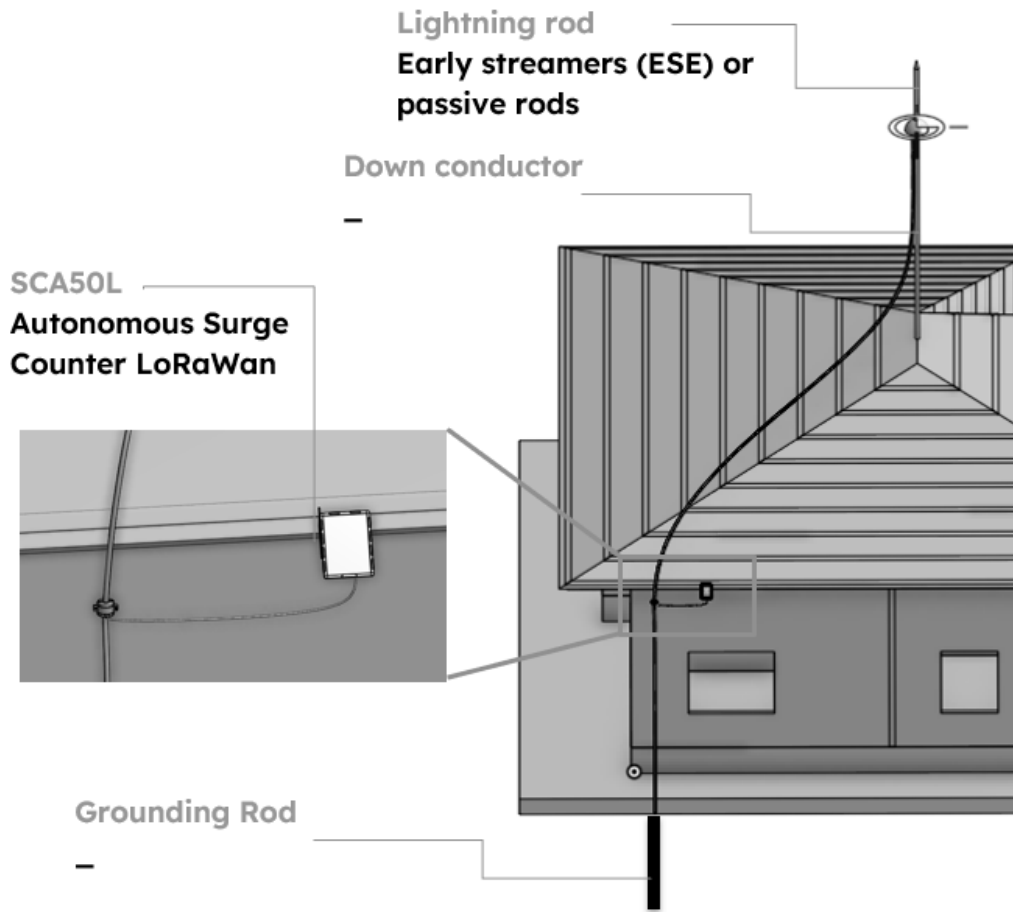 Lightning rod
Early streamers (ESE) or
passive rods
Down conductor
–
SCA50L
Autonomous Surge
Counter LoRaWan
Grounding Rod
–